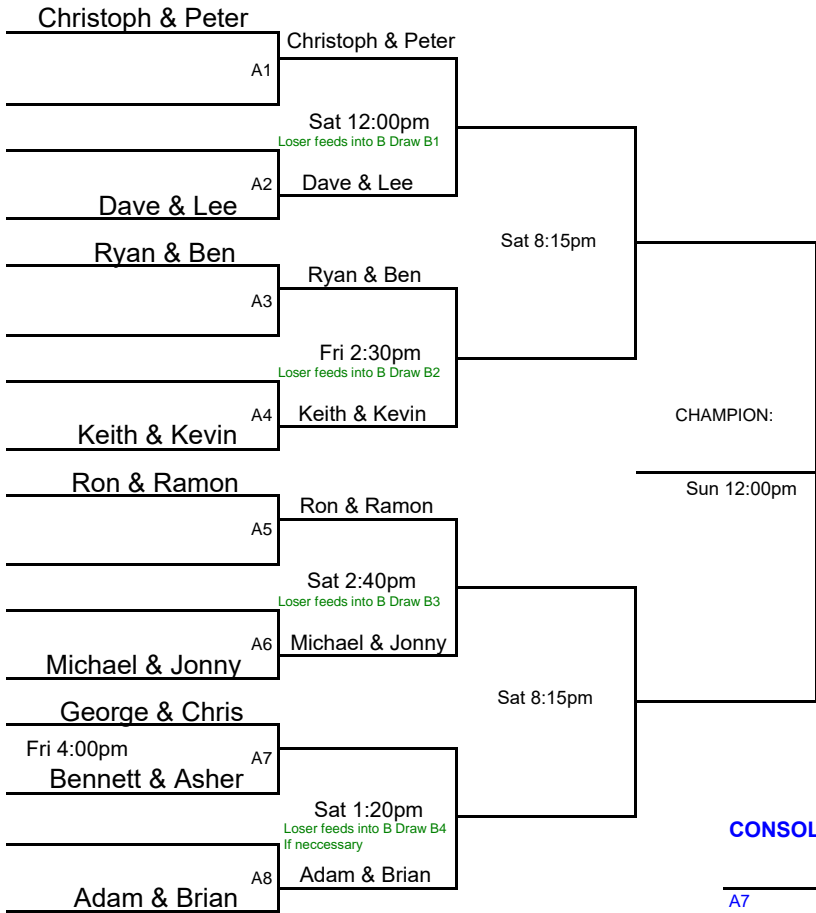 Christoph & Peter
Christoph & Peter
A1
Sat 12:00pm
Loser feeds into B Draw B1
A2
Dave & Lee
Dave & Lee
Sat 8:15pm
Ryan & Ben
Ryan & Ben
A3
Fri 2:30pm
Loser feeds into B Draw B2
A4
Keith & Kevin
Keith & Kevin
CHAMPION:
Ron & Ramon
Sun 12:00pm
Ron & Ramon
A5
Sat 2:40pm
Loser feeds into B Draw B3
A6
Michael & Jonny
Michael & Jonny
Sat 8:15pm
George & Chris
Fri 4:00pm
A7
Bennett & Asher
Sat 1:20pm
Loser feeds into B Draw B4
If neccessary
CONSOL
A8
Adam & Brian
Adam & Brian
A7